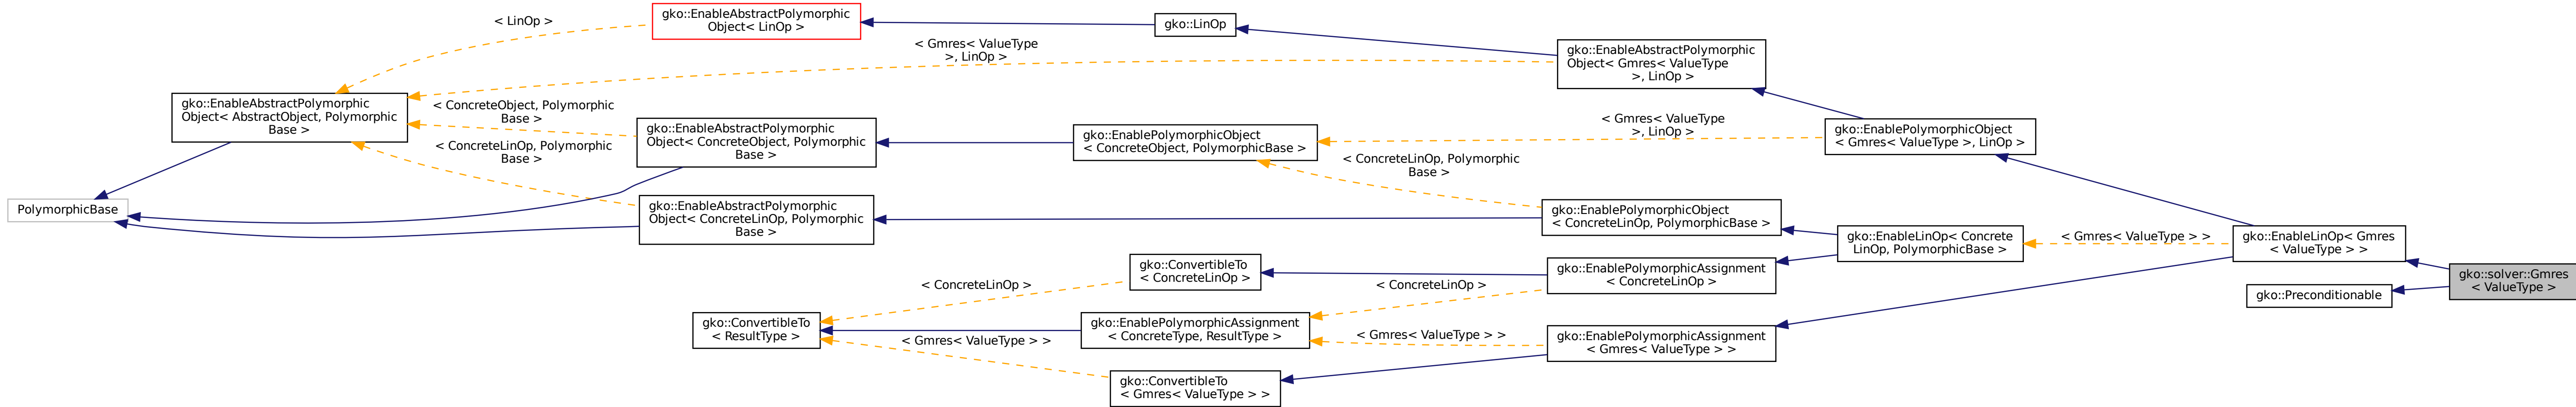 gko::EnableAbstractPolymorphic
Object< LinOp >
< LinOp >
gko::LinOp
< Gmres< ValueType
>, LinOp >
gko::EnableAbstractPolymorphic
Object< Gmres< ValueType
>, LinOp >
gko::EnableAbstractPolymorphic
Object< AbstractObject, Polymorphic
Base >
< ConcreteObject, Polymorphic
Base >
gko::EnableAbstractPolymorphic
Object< ConcreteObject, Polymorphic
Base >
gko::EnablePolymorphicObject
< ConcreteObject, PolymorphicBase >
< Gmres< ValueType
>, LinOp >
gko::EnablePolymorphicObject
< Gmres< ValueType >, LinOp >
< ConcreteLinOp, Polymorphic
Base >
< ConcreteLinOp, Polymorphic
Base >
PolymorphicBase
gko::EnableAbstractPolymorphic
Object< ConcreteLinOp, Polymorphic
Base >
gko::EnablePolymorphicObject
< ConcreteLinOp, PolymorphicBase >
gko::EnableLinOp< Concrete
LinOp, PolymorphicBase >
< Gmres< ValueType > >
gko::EnableLinOp< Gmres
< ValueType > >
gko::ConvertibleTo
< ConcreteLinOp >
gko::EnablePolymorphicAssignment
< ConcreteLinOp >
gko::solver::Gmres
< ValueType >
< ConcreteLinOp >
< ConcreteLinOp >
gko::Preconditionable
gko::ConvertibleTo
< ResultType >
gko::EnablePolymorphicAssignment
< ConcreteType, ResultType >
< Gmres< ValueType > >
< Gmres< ValueType > >
gko::EnablePolymorphicAssignment
< Gmres< ValueType > >
gko::ConvertibleTo
< Gmres< ValueType > >